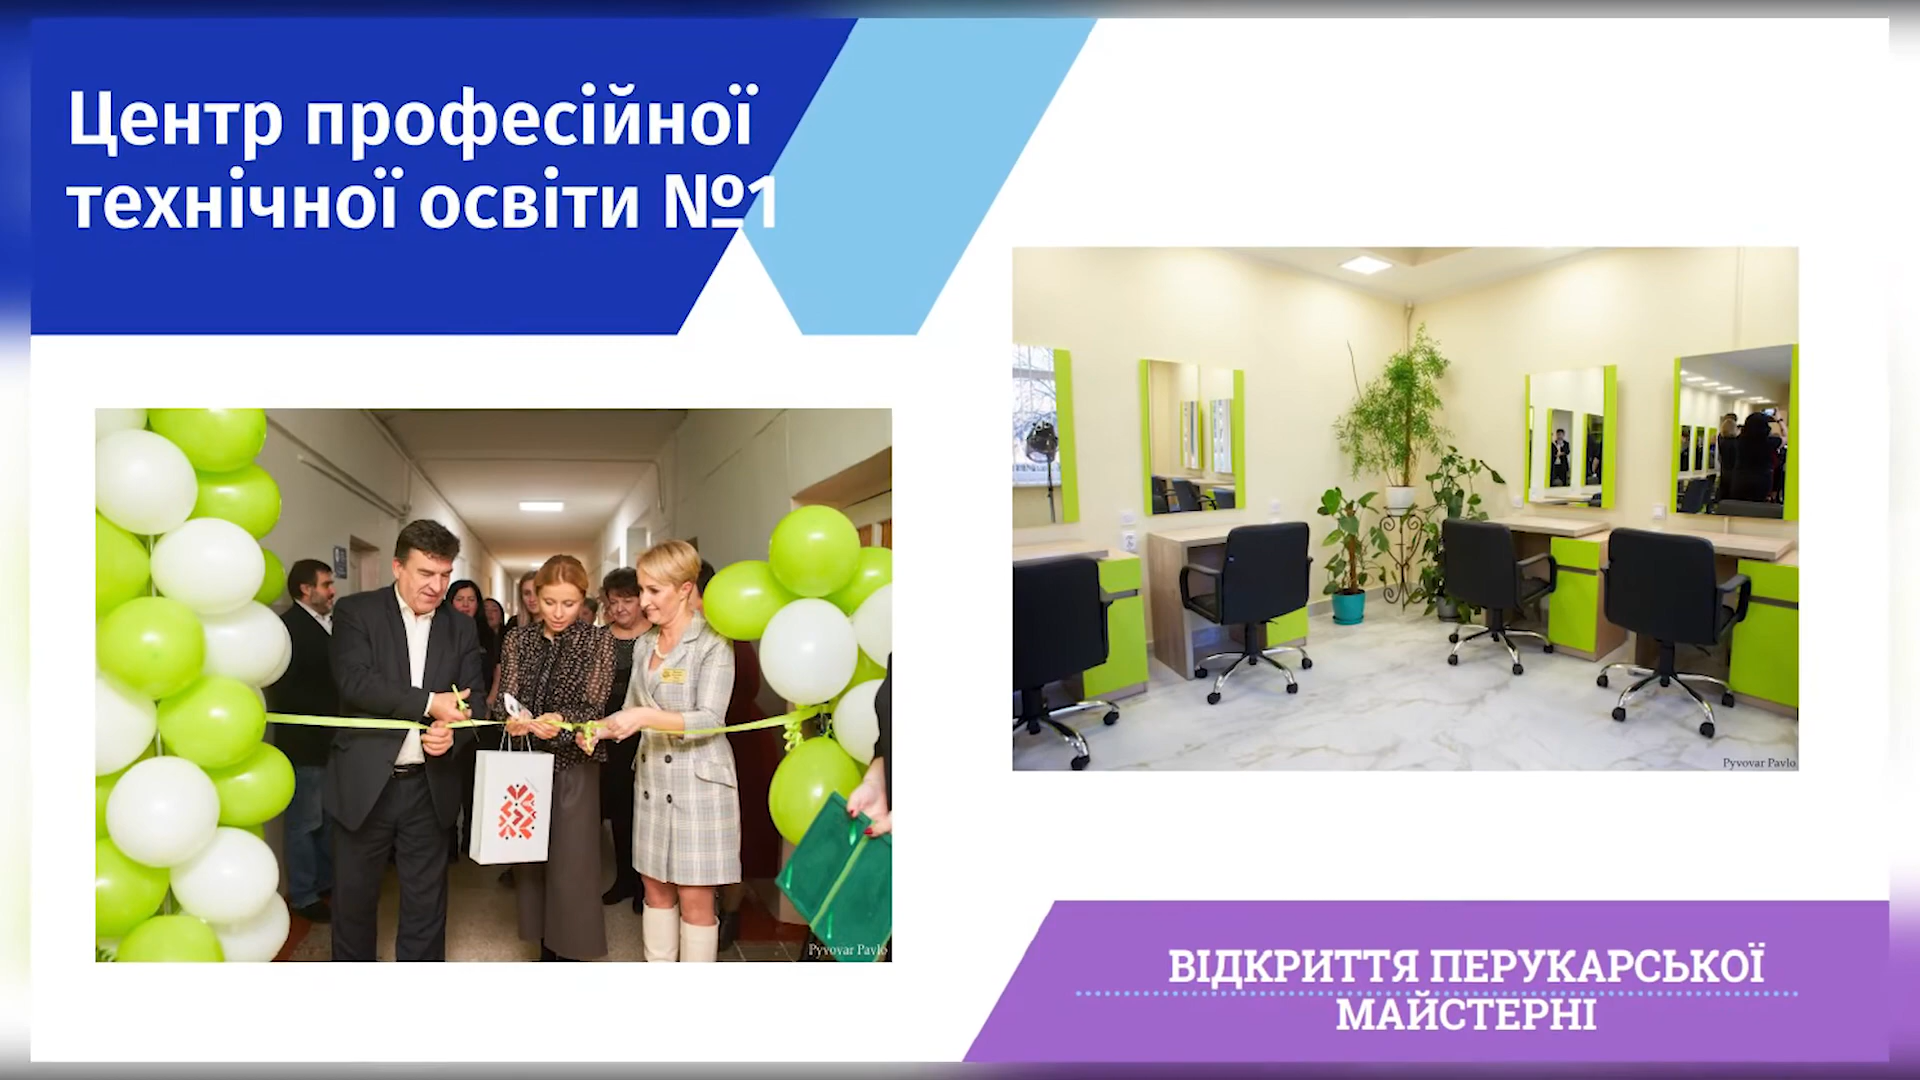 Центр професійної
технічної освіти №1
Pyvovar Pavlo
Pyvovar Pavlo
ВІДКРИТТЯ ПЕРУКАРСЬКОЇ
МАЙСТЕРНІ